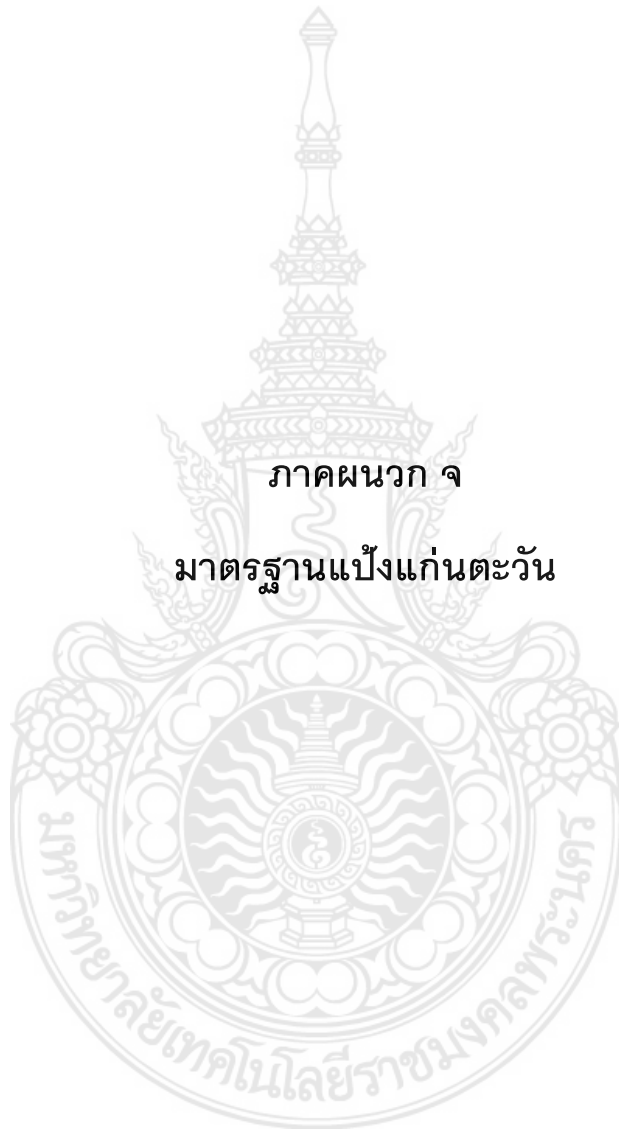 ภาคผนวก จ
มาตรฐานแป้งแก่นตะวัน
มหาวิทยาลัยเทคโนโลยีราชมงคลพระนคร